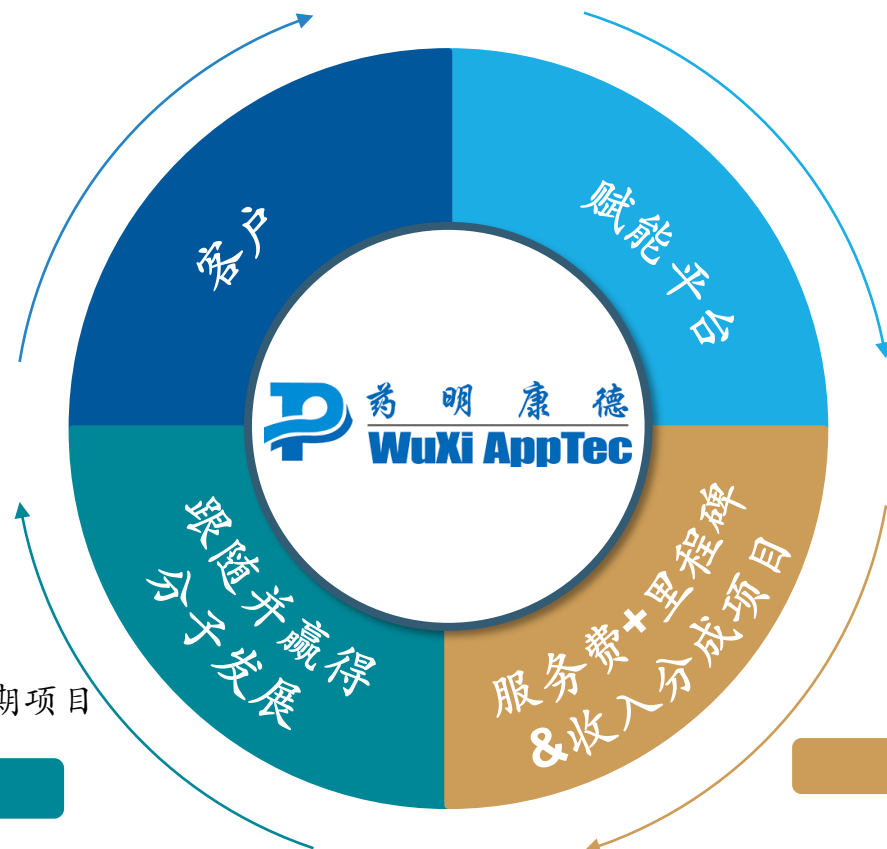 客户
赋能平台
药明康德
WuXi AppTec
跟随并赢得
分子发展
服务费+里程碑
&收入分成项目
期项目